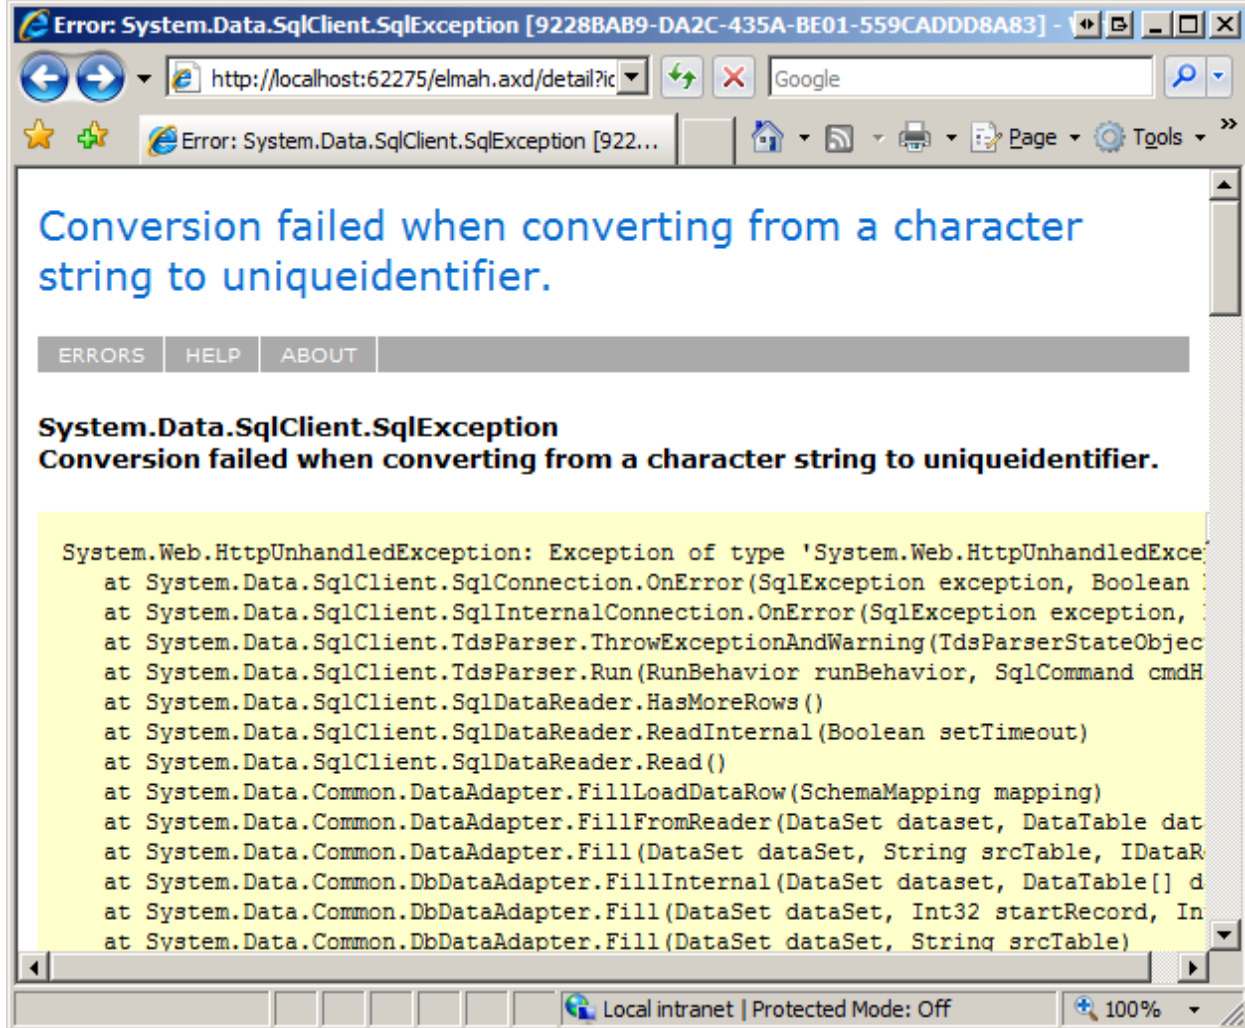 Error: System.Data.SqlClient.SqlException [9228BAB9-DA2C-435A-BE01-559CADDD8A83] -
http://localhost:62275/elmah.axd/detail?ic
Google
Error: System.Data.SqlClient.SqlException [922...
Page
Tools
»
Conversion failed when converting from a character
string to uniqueidentifier.
ERRORS HELP ABOUT
System.Data.SqlClient.SqlException
Conversion failed when converting from a character string to uniqueidentifier.
System.Web.HttpUnhandledException: Exception of type 'System.Web.HttpUnhandledExce
at System.Data.SqlClient.SqlConnection.OnError(SqlException exception, Boolean
at System.Data.SqlClient.SqlInternalConnection.OnError(SqlException exception,
at System.Data.SqlClient.TdsParser.ThrowExceptionAndWarning(TdsParserStateObjec
at System.Data.SqlClient.TdsParser.Run(RunBehavior runBehavior, SqlCommand cmdH
at System.Data.SqlClient.SqlDataReader.HasMoreRows()
at System.Data.SqlClient.SqlDataReader.ReadInternal(Boolean setTimeout)
at System.Data.SqlClient.SqlDataReader.Read()
at System.Data.Common.DataAdapter.FillLoadDataRow(SchemaMapping mapping)
at System.Data.Common.DataAdapter.FillFromReader(DataSet dataset, DataTable dat
at System.Data.Common.DataAdapter.Fill(DataSet dataSet, String srcTable, IDataR
at System.Data.Common.DbDataAdapter.FillInternal(DataSet dataset, DataTable[] d
at System.Data.Common.DbDataAdapter.Fill(DataSet dataSet, Int32 startRecord, In
at System.Data.Common.DbDataAdapter.Fill(DataSet dataSet, String srcTable)
Local intranet | Protected Mode: Off
100%